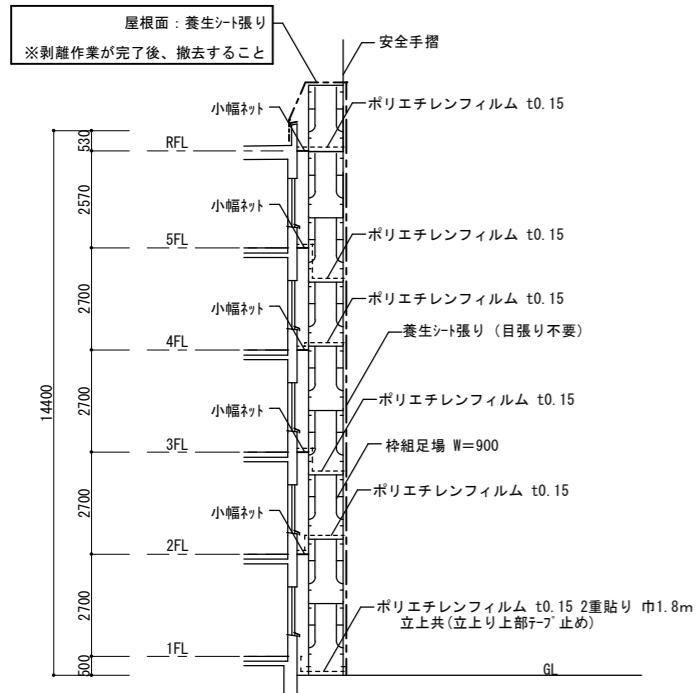 屋根面：養生ｼｰﾄ張り
※剥離作業が完了後、撤去すること
安全手摺
小幅ﾈｯﾄ
ポリエチレンフィルム t0.15
530
RFL
2570
小幅ﾈｯﾄ
ポリエチレンフィルム t0.15
5FL
2700
小幅ﾈｯﾄ
ポリエチレンフィルム t0.15
養生ｼｰﾄ張り（目張り不要）
4FL
14400
2700
小幅ﾈｯﾄ
ポリエチレンフィルム t0.15
3FL
枠組足場 W=900
2700
小幅ﾈｯﾄ
ポリエチレンフィルム t0.15
2FL
2700
ポリエチレンフィルム t0.15 2重貼り 巾1.8m
立上共(立上り上部ﾃｰﾌﾟ止め)
1FL
500
GL